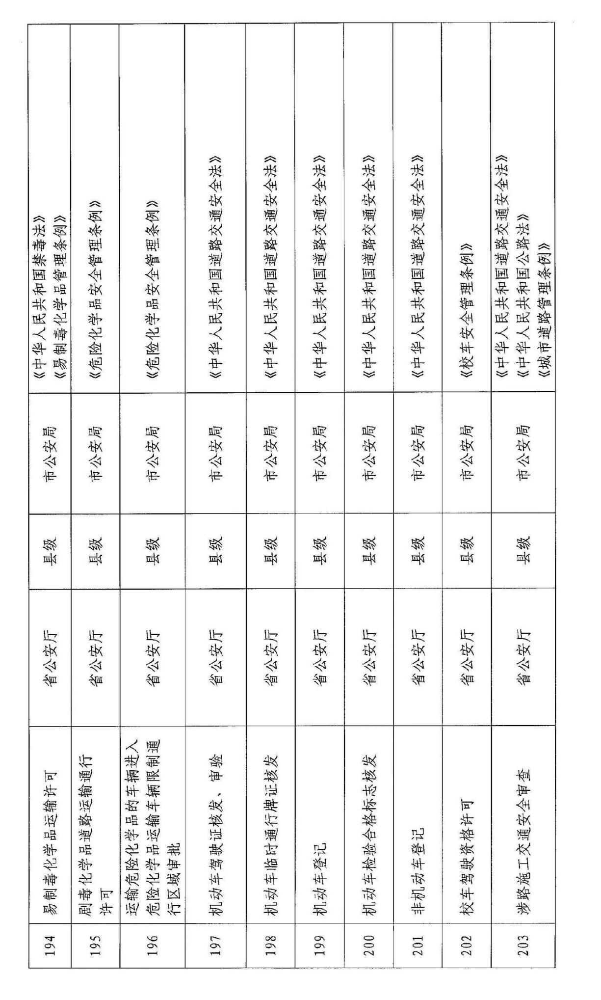 194
易制毒化学品运输许可
省公安厅
县级
市公安局
《中华人民共和国禁毒法》
《易制毒化学品管理条例》
195
剧毒化学品道路运输通行
许可
省公安厅
县级
市公安局
《危险化学品安全管理条例》
196
运输危险化学品的车辆进入
危险化学品运输车辆限制通
行区域审批
省公安厅
县级
市公安局
《危险化学品安全管理条例》
197
机动车驾驶证核发、审验
省公安厅
县级
市公安局
《中华人民共和国道路交通安全法》
198
机动车临时通行牌证核发
省公安厅
县级
市公安局
《中华人民共和国道路交通安全法》
199
机动车登记
省公安厅
县级
市公安局
《中华人民共和国道路交通安全法》
200
机动车检验合格标志核发
省公安厅
县级
市公安局
《中华人民共和国道路交通安全法》
201
非机动车登记
省公安厅
县级
市公安局
《中华人民共和国道路交通安全法》
202
校车驾驶资格许可
省公安厅
县级
市公安局
《校车安全管理条例》
203
涉路施工交通安全审查
省公安厅
县级
市公安局
《中华人民共和国道路交通安全法》
《中华人民共和国公路法》
《城市道路管理条例》